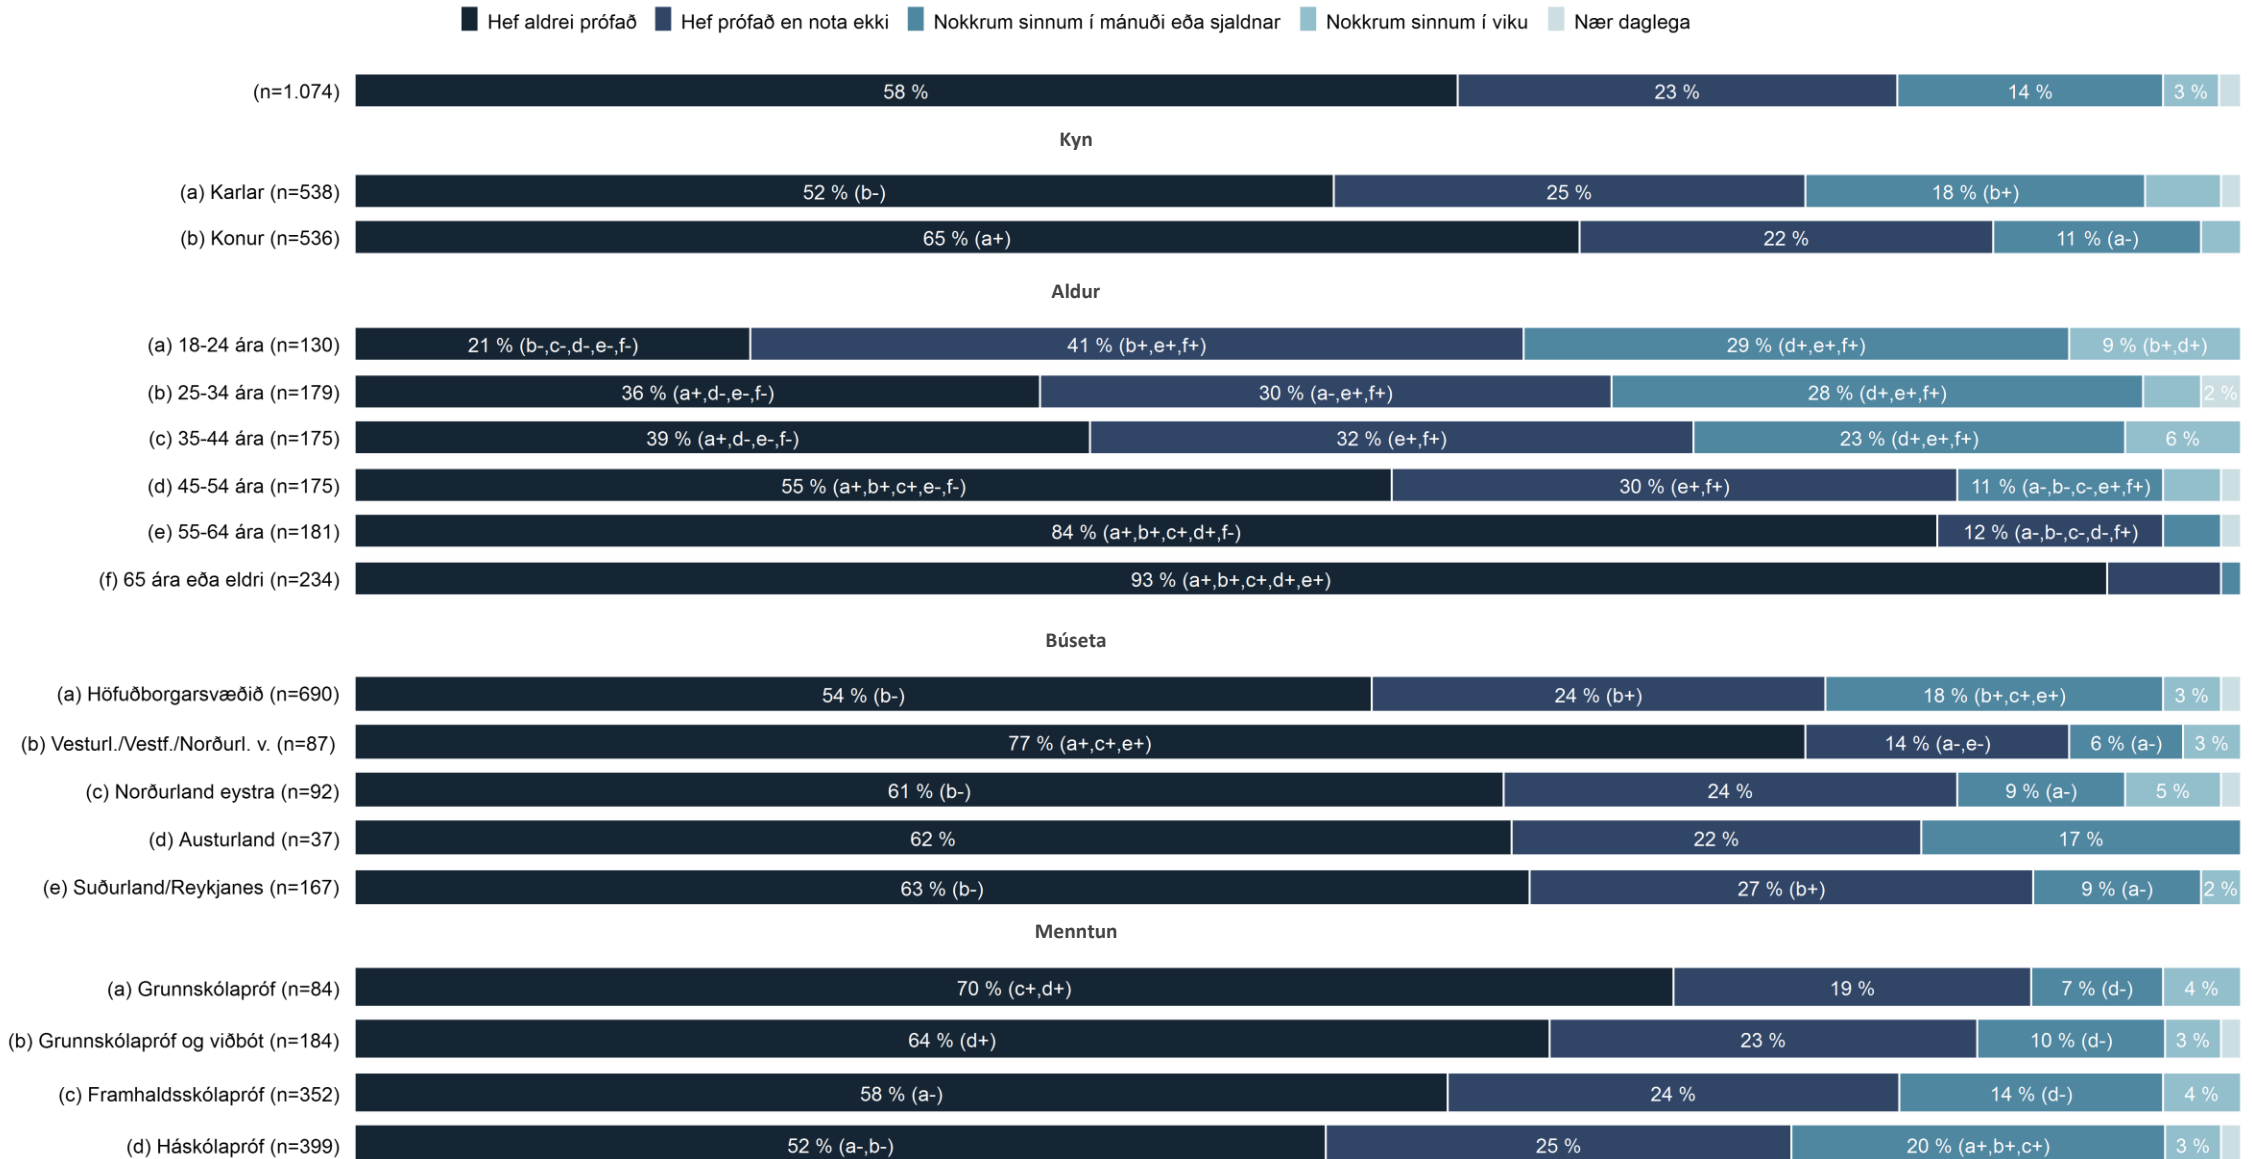 Hef aldrei prófað Hef prófað en nota ekki Nokkrum sinnum í mánuði eða sjaldnar Nokkrum sinnum í viku Nær daglega
(n=1.074) 58 % 23 % 14 % 3 %
Kyn
(a) Karlar (n=538) 52 % (b-) 25 % 18 % (b+)
(b) Konur (n=536) 65 % (a+) 22 % 11 % (a-)
Aldur
(a) 18-24 ára (n=130) 21 % (b-,c-,d-,e-,f-) 41 % (b+,e+,f+) 29 % (d+,e+,f+) 9 % (b+,d+)
(b) 25-34 ára (n=179) 36 % (a+,d-,e-,f-) 30 % (a-,e+,f+) 28 % (d+,e+,f+) 2 %
(c) 35-44 ára (n=175) 39 % (a+,d-,e-,f-) 32 % (e+,f+) 23 % (d+,e+,f+) 6 %
(d) 45-54 ára (n=175) 55 % (a+,b+,c+,e-,f-) 30 % (e+,f+) 11 % (a-,b-,c-,e+,f+)
(e) 55-64 ára (n=181) 84 % (a+,b+,c+,d+,f-) 12 % (a-,b-,c-,d-,f+)
(f) 65 ára eða eldri (n=234) 93 % (a+,b+,c+,d+,e+)
Búseta
(a) Höfuðborgarsvæðið (n=690) 54 % (b-) 24 % (b+) 18 % (b+,c+,e+) 3 %
(b) Vesturl./Vestf./Norðurl. v. (n=87) 77 % (a+,c+,e+) 14 % (a-,e-) 6 % (a-) 3 %
(c) Norðurland eystra (n=92) 61 % (b-) 24 % 9 % (a-) 5 %
(d) Austurland (n=37) 62 % 22 % 17 %
(e) Suðurland/Reykjanes (n=167) 63 % (b-) 27 % (b+) 9 % (a-) 2 %
Menntun
(a) Grunnskólapróf (n=84) 70 % (c+,d+) 19 % 7 % (d-) 4 %
(b) Grunnskólapróf og viðbót (n=184) 64 % (d+) 23 % 10 % (d-) 3 %
(c) Framhaldsskólapróf (n=352) 58 % (a-) 24 % 14 % (d-) 4 %
(d) Háskólapróf (n=399) 52 % (a-,b-) 25 % 20 % (a+,b+,c+) 3 %